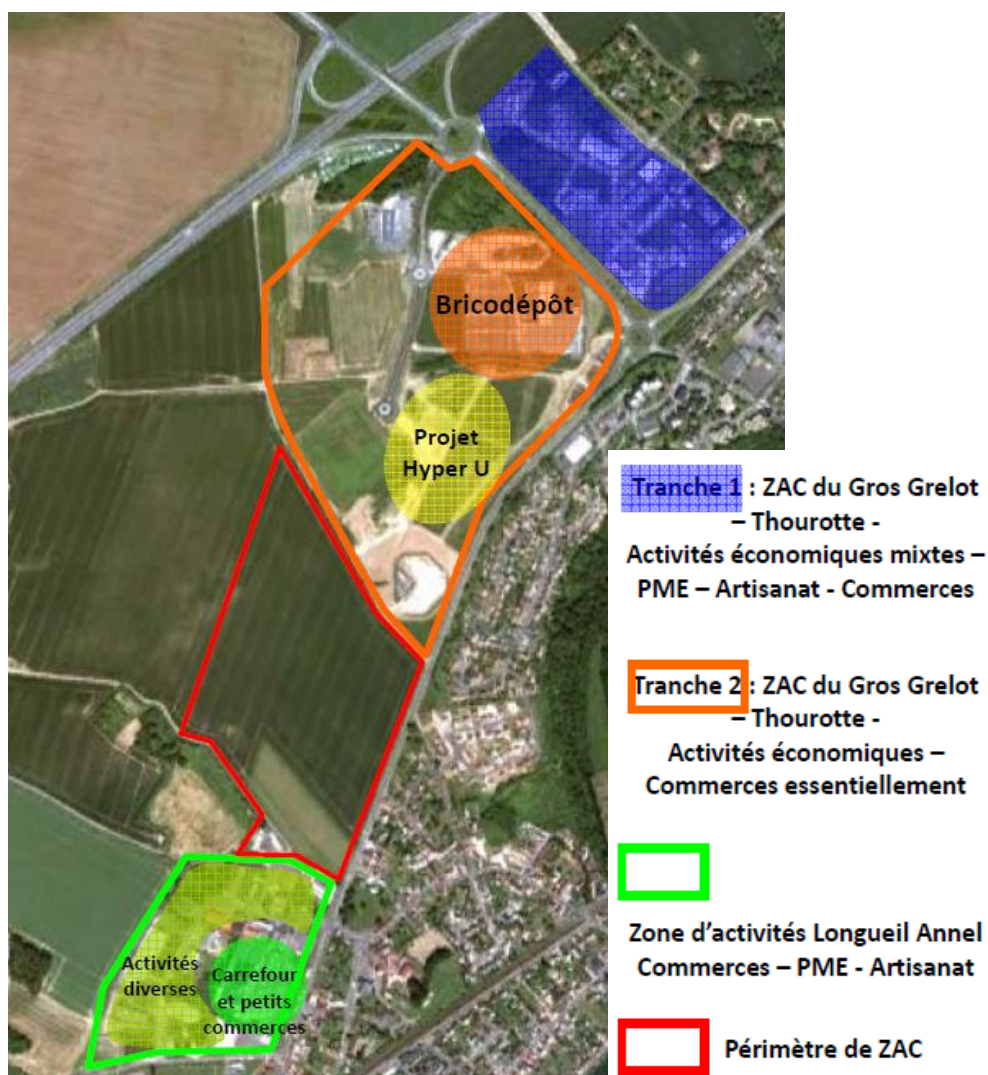 Bricodépôt
Projet
Hyper U
Activités
diverses
Carrefour
et petits
commerces
Tranche 1 : ZAC du Gros Grelot
– Thourotte -
Activités économiques mixtes –
PME – Artisanat - Commerces
Tranche 2 : ZAC du Gros Grelot
– Thourotte -
Activités économiques –
Commerces essentiellement
Zone d'activités Longueil Annel
Commerces – PME - Artisanat
Périmètre de ZAC